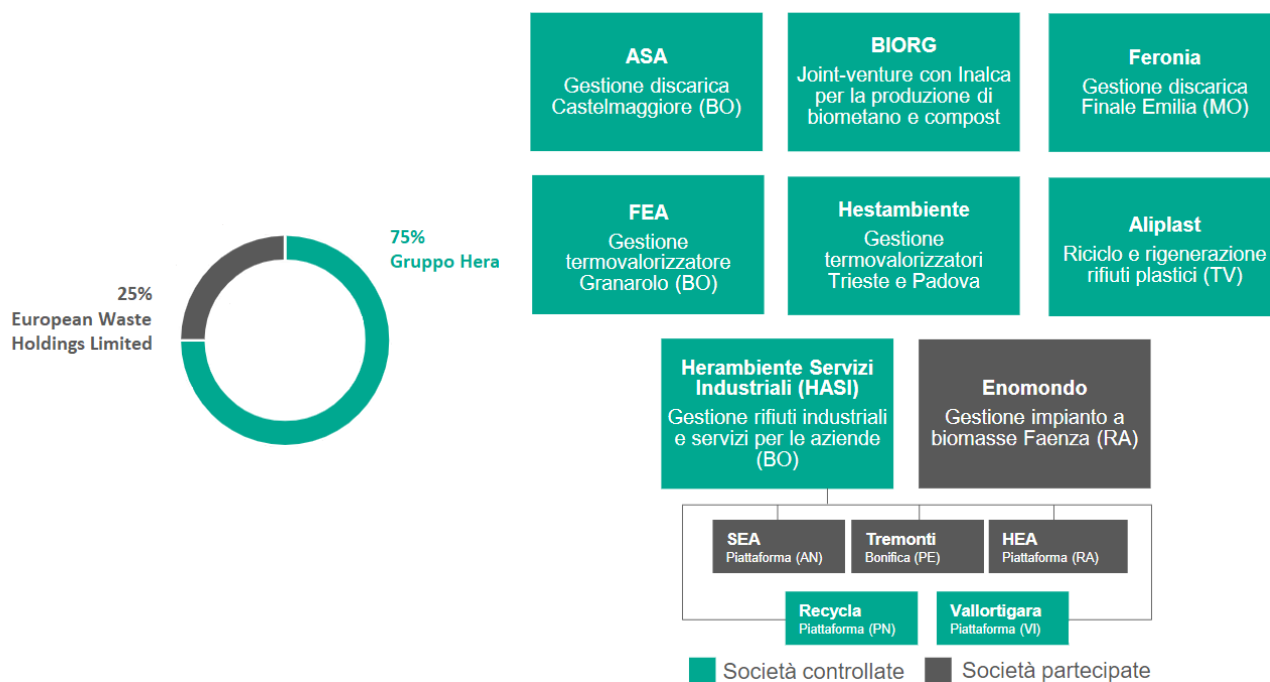 75%
Gruppo Hera
25%
European Waste
Holdings Limited
ASA
Gestione discarica
Castelmaggiore (BO)
BIORG
Joint-venture con Inalca
per la produzione di
biometano e compost
Feronia
Gestione discarica
Finale Emilia (MO)
FEA
Gestione
termovalorizzatore
Granarolo (BO)
Hestambiente
Gestione
termovalorizzatori
Trieste e Padova
Aliplast
Riciclo e rigenerazione
rifiuti plastici (TV)
Herambiente Servizi
Industriali (HASI)
Gestione rifiuti industriali
e servizi per le aziende
(BO)
Enomondo
Gestione impianto a
biomasse Faenza (RA)
SEA
Piattaforma (AN)
Tremonti
Bonifica (PE)
HEA
Piattaforma (RA)
Recycla
Piattaforma (PN)
Vallortigara
Piattaforma (VI)
Società controllate
Società partecipate